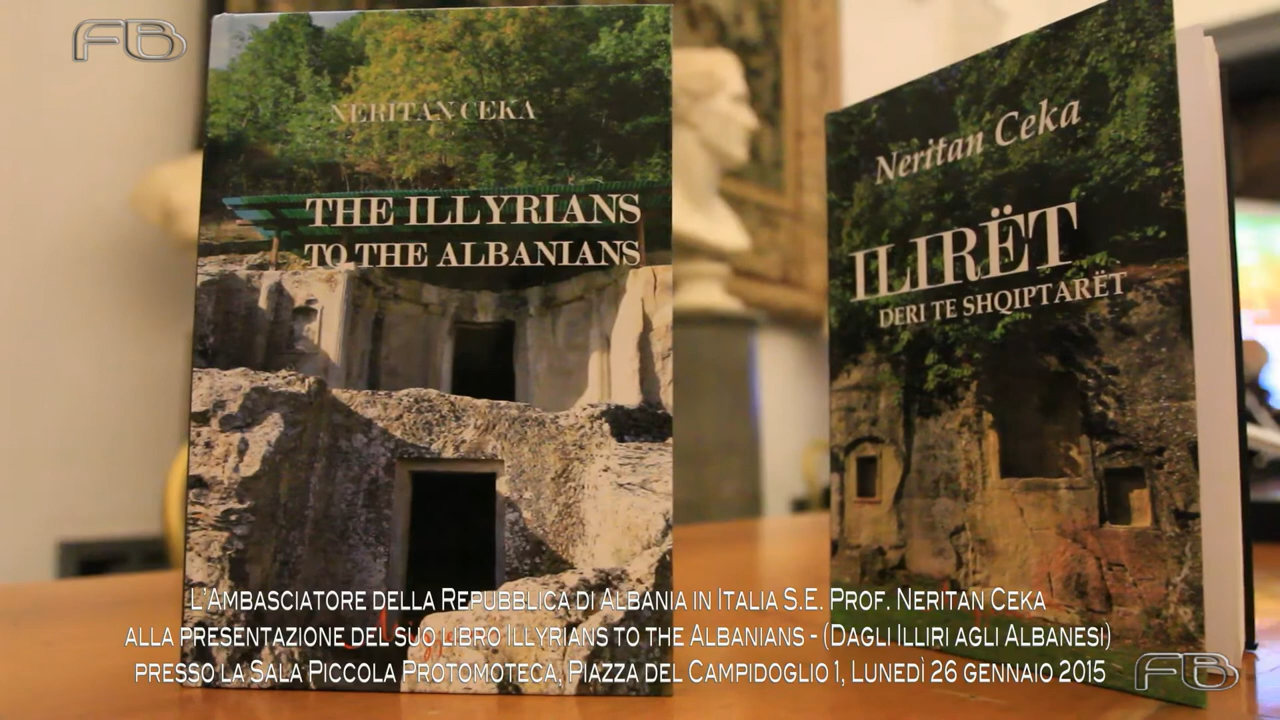 FB
NERITAN CEKA
THE ILLYRIANS
TO THE ALBANIANS
Neritan Ceka
ILIRËT
DERI TE SHQIPTARËT
L'Ambasciatore della Repubblica di Albania in Italia S.E. Prof. Neritan Ceka
alla presentazione del suo libro Illyrians to the Albanians - (Dagli Illiri agli Albanesi)
presso la Sala Piccola Protomoteca, Piazza del Campidoglio 1, Lunedì 26 gennaio 2015
FB